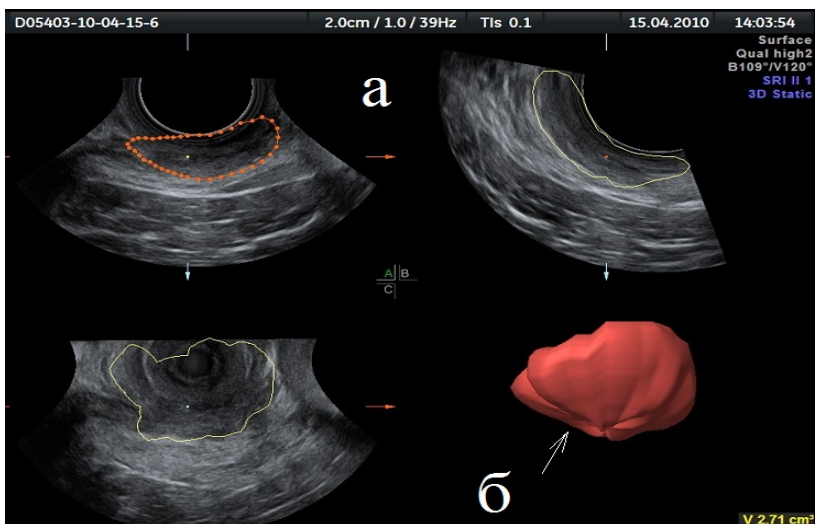 D05403-10-04-15-6 2.0cm / 1.0 / 39Hz TIs 0.1 15.04.2010 14:03:54
Surface
Qual high2
B109°/V120°
SRI II 1
3D Static
а
A B
C
б
V 2.71 cm³